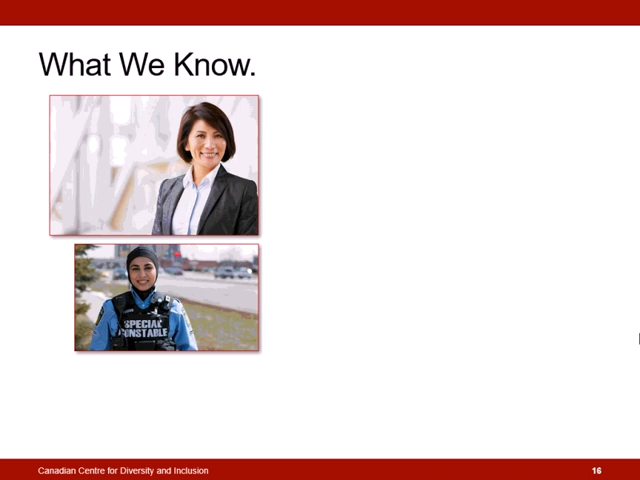 What We Know.
SPECIAL
CONSTABLE
Canadian Centre for Diversity and Inclusion
16